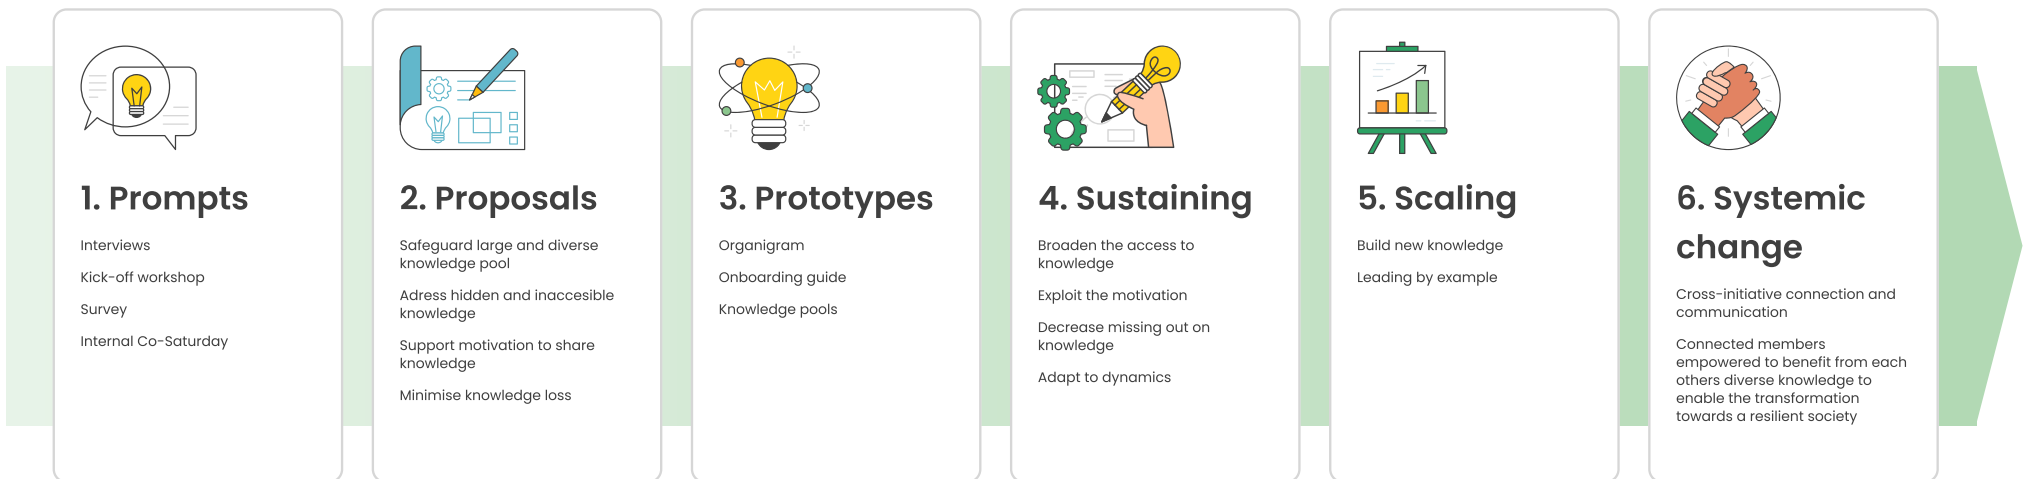 1. Prompts
Interviews
Kick-off workshop
Survey
Internal Co-Saturday
2. Proposals
Safeguard large and diverse
knowledge pool
Adress hidden and inaccesible
knowledge
Support motivation to share
knowledge
Minimise knowledge loss
3. Prototypes
Organigram
Onboarding guide
Knowledge pools
4. Sustaining
Broaden the access to
knowledge
Exploit the motivation
Decrease missing out on
knowledge
Adapt to dynamics
5. Scaling
Build new knowledge
Leading by example
6. Systemic
change
Cross-initiative connection and
communication
Connected members
empowered to benefit from each
others diverse knowledge to
enable the transformation
towards a resilient society